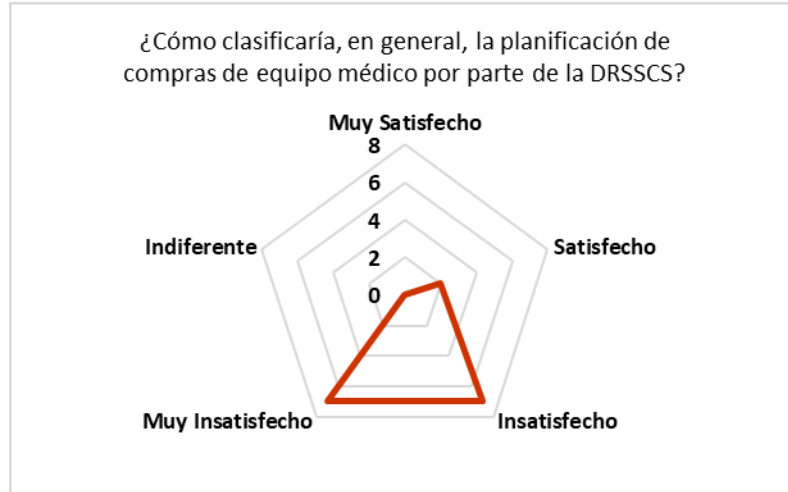 ¿Cómo clasificaría, en general, la planificación de
compras de equipo médico por parte de la DRSSCS?
Muy Satisfecho
8
6
4
2
0
Indiferente
Satisfecho
Muy Insatisfecho
Insatisfecho